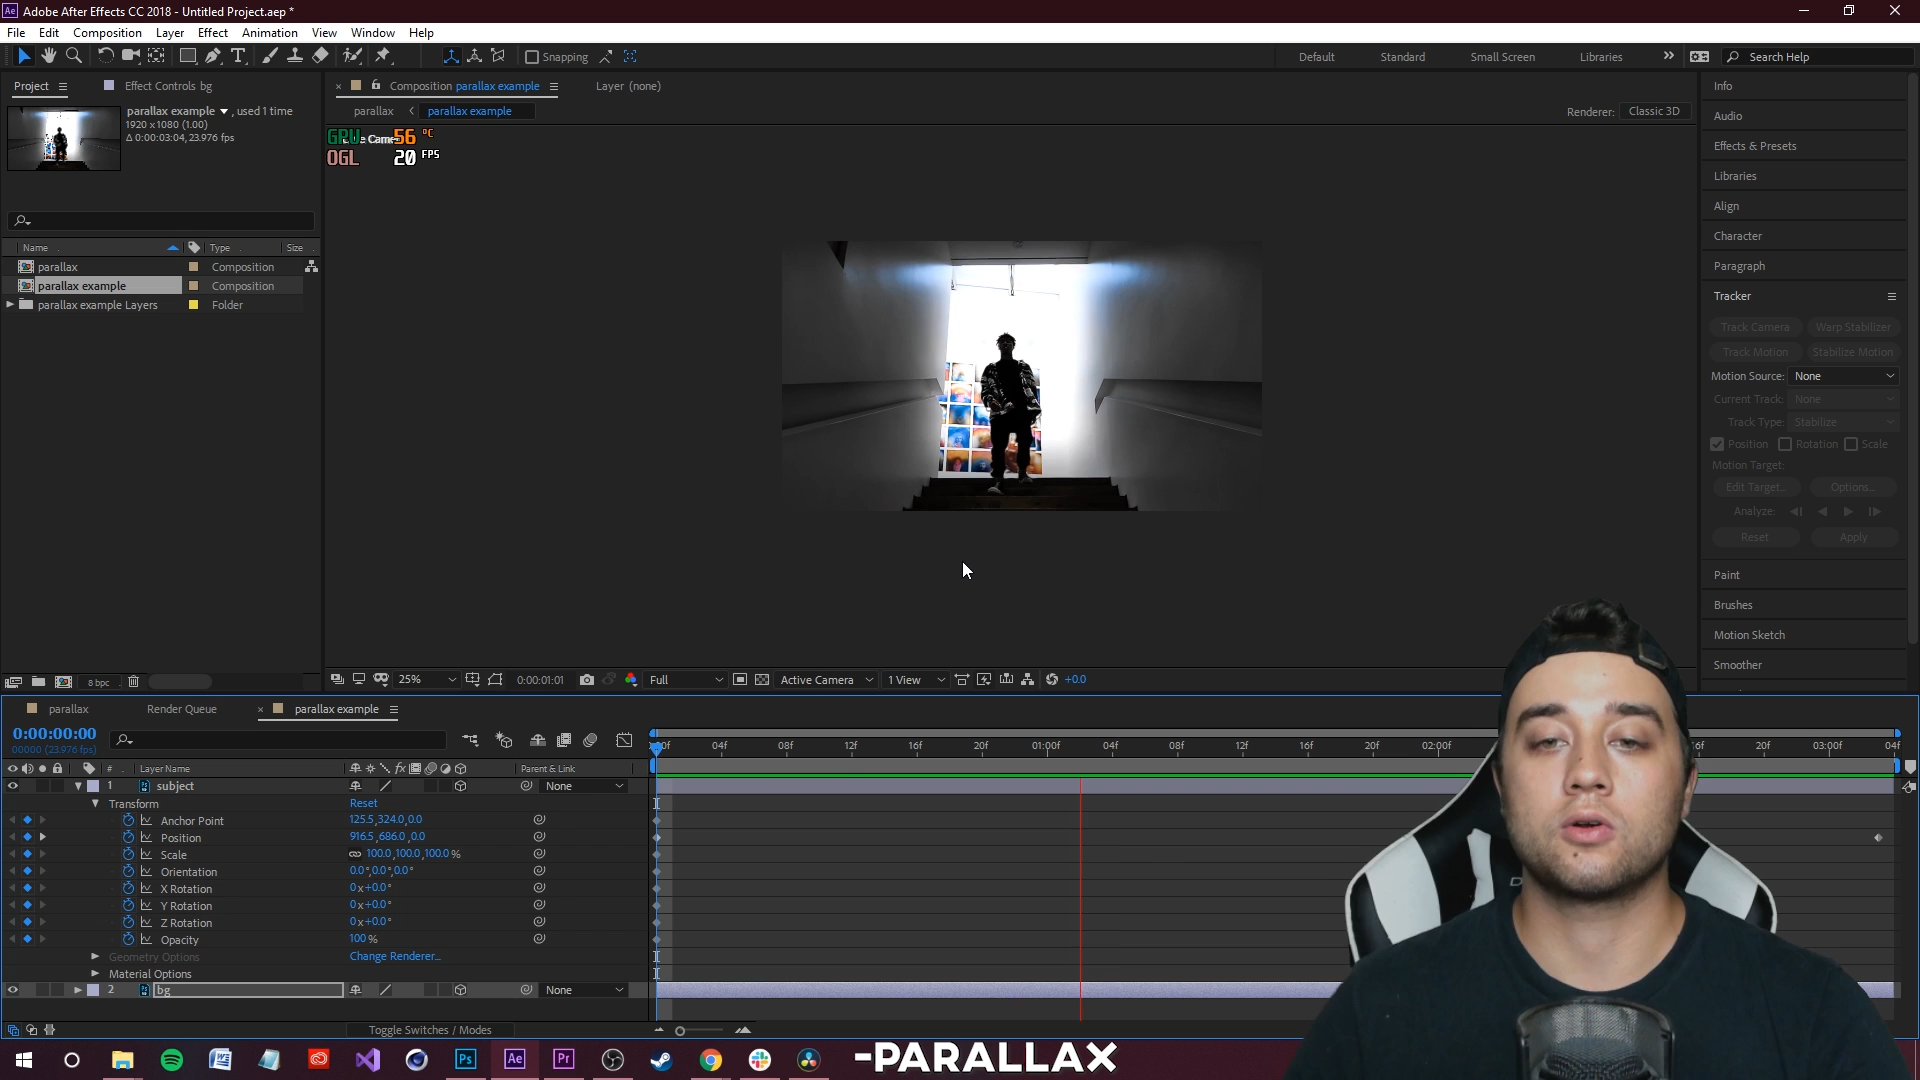 Ae Adobe After Effects CC 2018 - Untitled Project.aep *
File Edit Composition Layer Effect Animation View Window Help
Snapping
Default Standard Small Screen Libraries Search Help
Project Effect Controls bg
Composition parallax example Layer (none)
parallax example , used 1 time
1920 x 1080 (1.00)
Δ 0:00:03:04, 23.976 fps
parallax parallax example
Renderer: Classic 3D
GPU 56 °C
OGL 20 FPS
Name Type Size
parallax Composition
parallax example Composition
parallax example Layers Folder
Info
Audio
Effects & Presets
Libraries
Align
Character
Paragraph
Tracker
Track Camera Warp Stabilizer
Track Motion Stabilize Motion
Motion Source: None
Current Track: None
Track Type: Stabilize
Position Rotation Scale
Motion Target:
Edit Target... Options...
Analyze:
Reset Apply
Paint
Brushes
Motion Sketch
Smoother
8 bpc
25% 0:00:01:01 Full Active Camera 1 View +0.0
parallax Render Queue parallax example
0:00:00:00
00000 (23.976 fps)
04f 08f 12f 16f 20f 01:00f 04f 08f 12f 16f 20f 02:00f 16f 20f 03:00f 04f
# Layer Name fx Parent & Link
1 subject None
Transform Reset
Anchor Point 125.5,324.0,0.0
Position 916.5,686.0,0.0
Scale 100.0,100.0,100.0%
Orientation 0.0°,0.0°,0.0°
X Rotation 0x+0.0°
Y Rotation 0x+0.0°
Z Rotation 0x+0.0°
Opacity 100%
Geometry Options Change Renderer...
Material Options
2 bg None
Toggle Switches / Modes
Ps Ae Pr
-PARALLAX